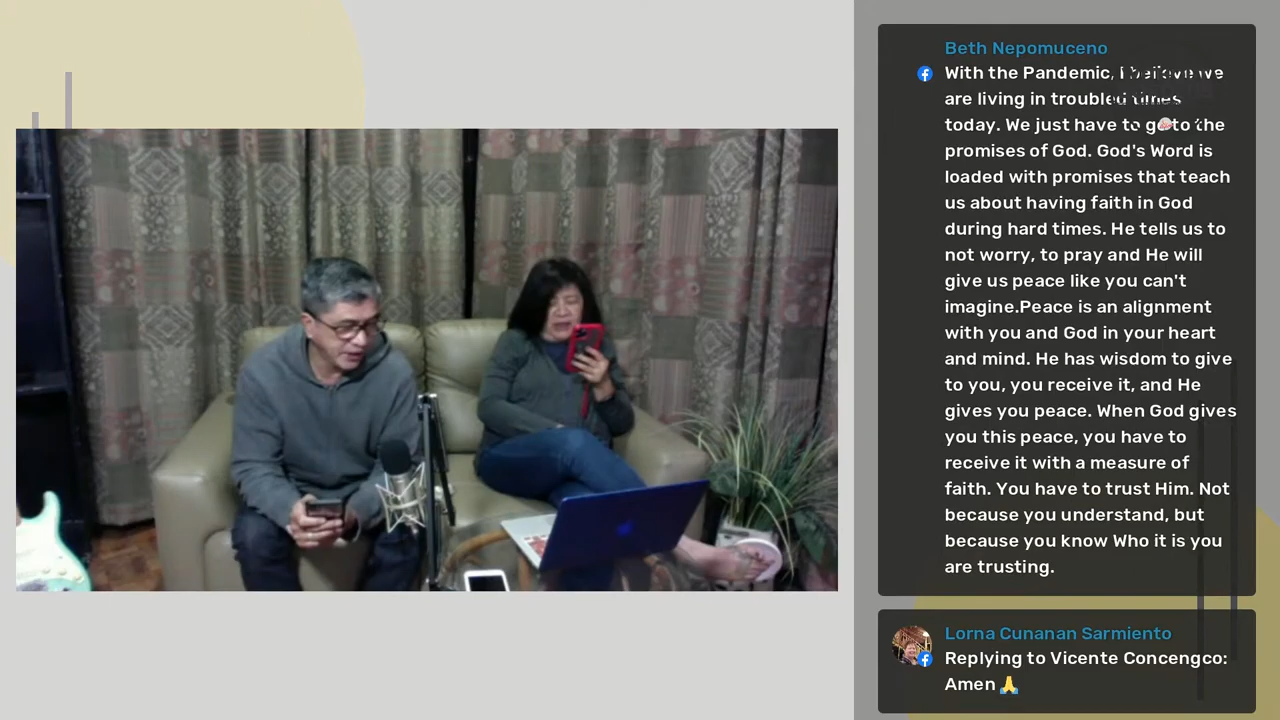 Beth Nepomuceno
With the Pandemic, I believe we
are living in troubled times
today. We just have to go to the
promises of God. God's Word is
loaded with promises that teach
us about having faith in God
during hard times. He tells us to
not worry, to pray and He will
give us peace like you can't
imagine.Peace is an alignment
with you and God in your heart
and mind. He has wisdom to give
to you, you receive it, and He
gives you peace. When God gives
you this peace, you have to
receive it with a measure of
faith. You have to trust Him. Not
because you understand, but
because you know Who it is you
are trusting.
Lorna Cunanan Sarmiento
Replying to Vicente Concengco:
Amen 🙏